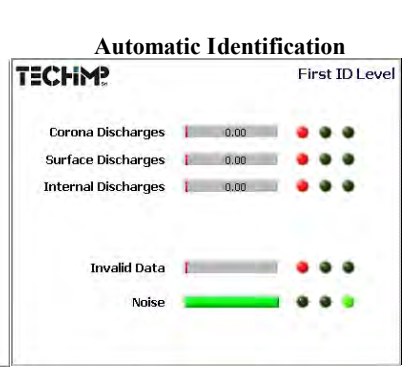 Automatic Identification
TECHIMP First ID Level
Corona Discharges 0.00
Surface Discharges 0.00
Internal Discharges 0.00
Invalid Data
Noise